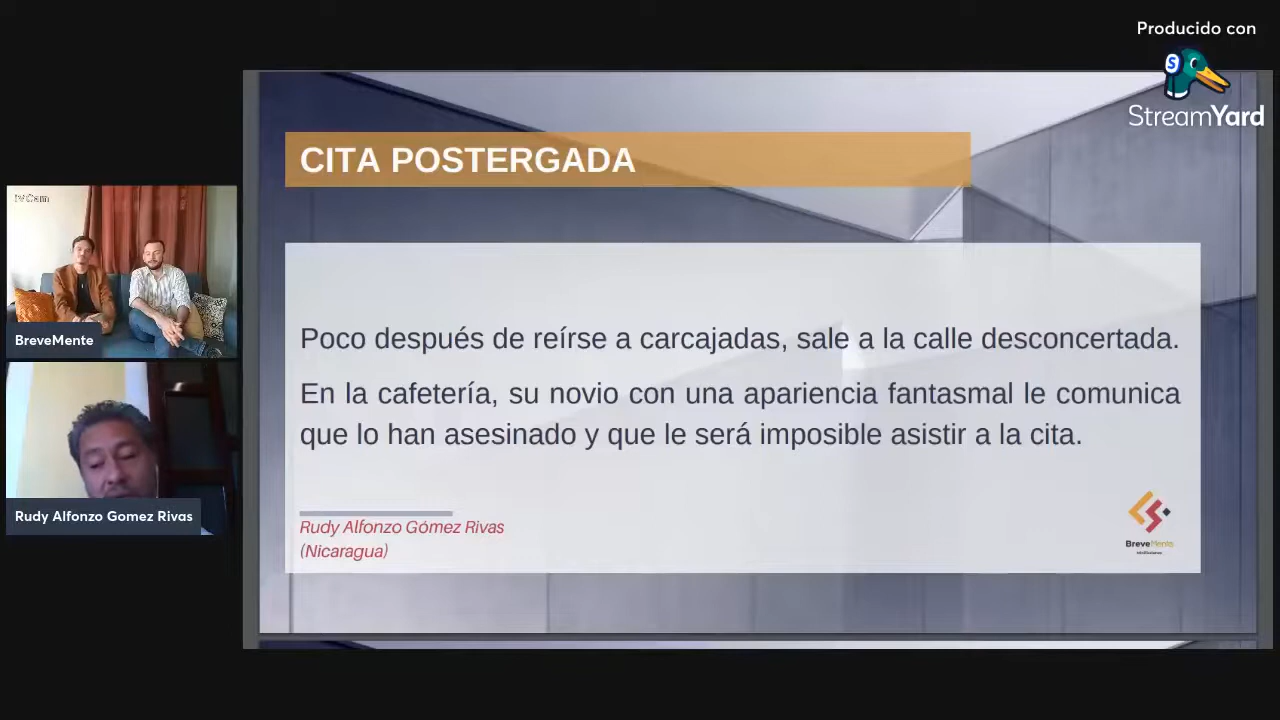 Producido con
StreamYard
CITA POSTERGADA
iVCam
BreveMente
Rudy Alfonzo Gomez Rivas
Poco después de reírse a carcajadas, sale a la calle desconcertada.
En la cafetería, su novio con una apariencia fantasmal le comunica
que lo han asesinado y que le será imposible asistir a la cita.
Rudy Alfonzo Gómez Rivas
(Nicaragua)
BreveMente